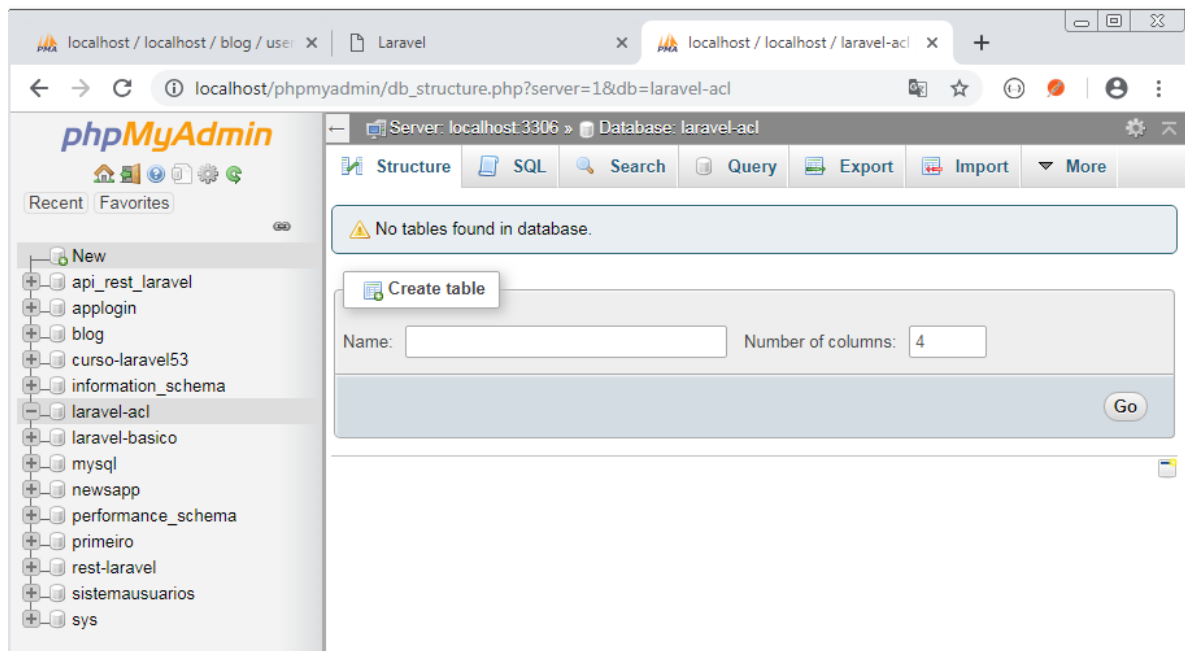 localhost / localhost / blog / user
Laravel
localhost / localhost / laravel-acl
localhost/phpmyadmin/db_structure.php?server=1&db=laravel-acl
phpMyAdmin
Recent Favorites
New
api_rest_laravel
applogin
blog
curso-laravel53
information_schema
laravel-acl
laravel-basico
mysql
newsapp
performance_schema
primeiro
rest-laravel
sistemausuarios
sys
Server: localhost:3306 » Database: laravel-acl
Structure SQL Search Query Export Import More
No tables found in database.
Create table
Name: Number of columns: 4
Go